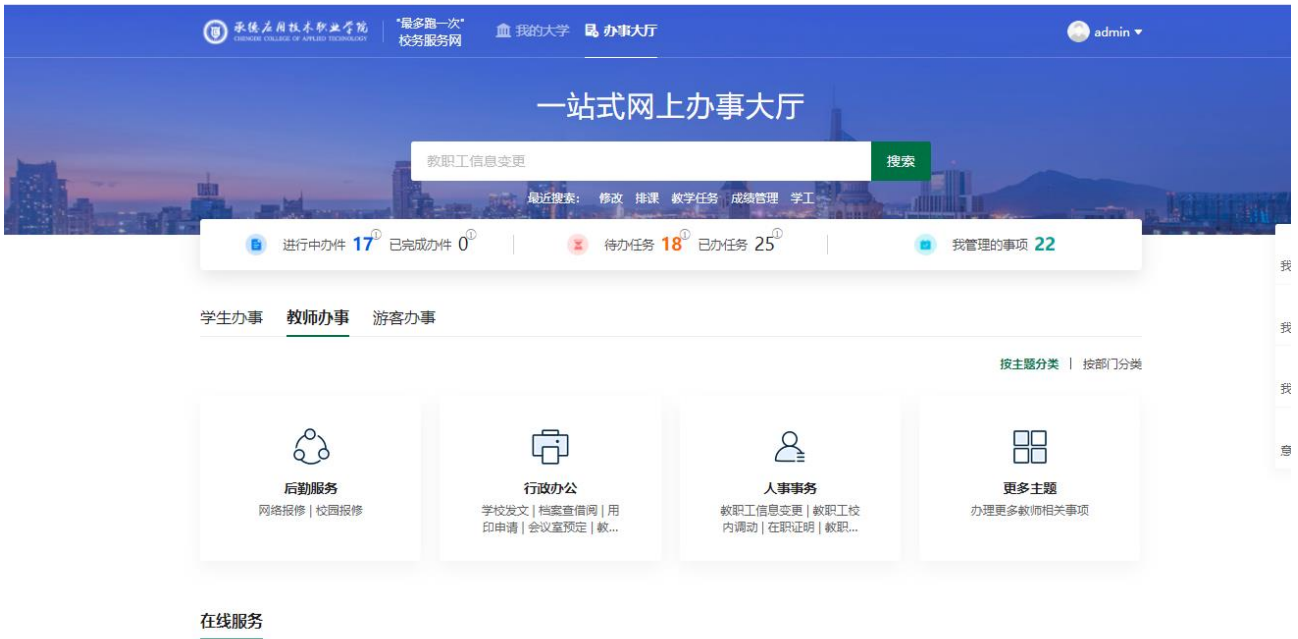 承德应用技术职业学院
CHENGDE COLLEGE OF APPLIED TECHNOLOGY
"最多跑一次"
校务服务网
我的大学 办事大厅
admin
一站式网上办事大厅
教职工信息变更 搜索
最近搜索: 修改 排课 教学任务 成绩管理 学工
进行中办件 17 已完成办件 0 待办任务 18 已办任务 25 我管理的事项 22
我
我
我
意
学生办事 教师办事 游客办事
按主题分类 | 按部门分类
后勤服务
网络报修 | 校园报修
行政办公
学校发文 | 档案查借阅 | 用
印申请 | 会议室预定 | 教...
人事事务
教职工信息变更 | 教职工校
内调动 | 在职证明 | 教职...
更多主题
办理更多教师相关事项
在线服务